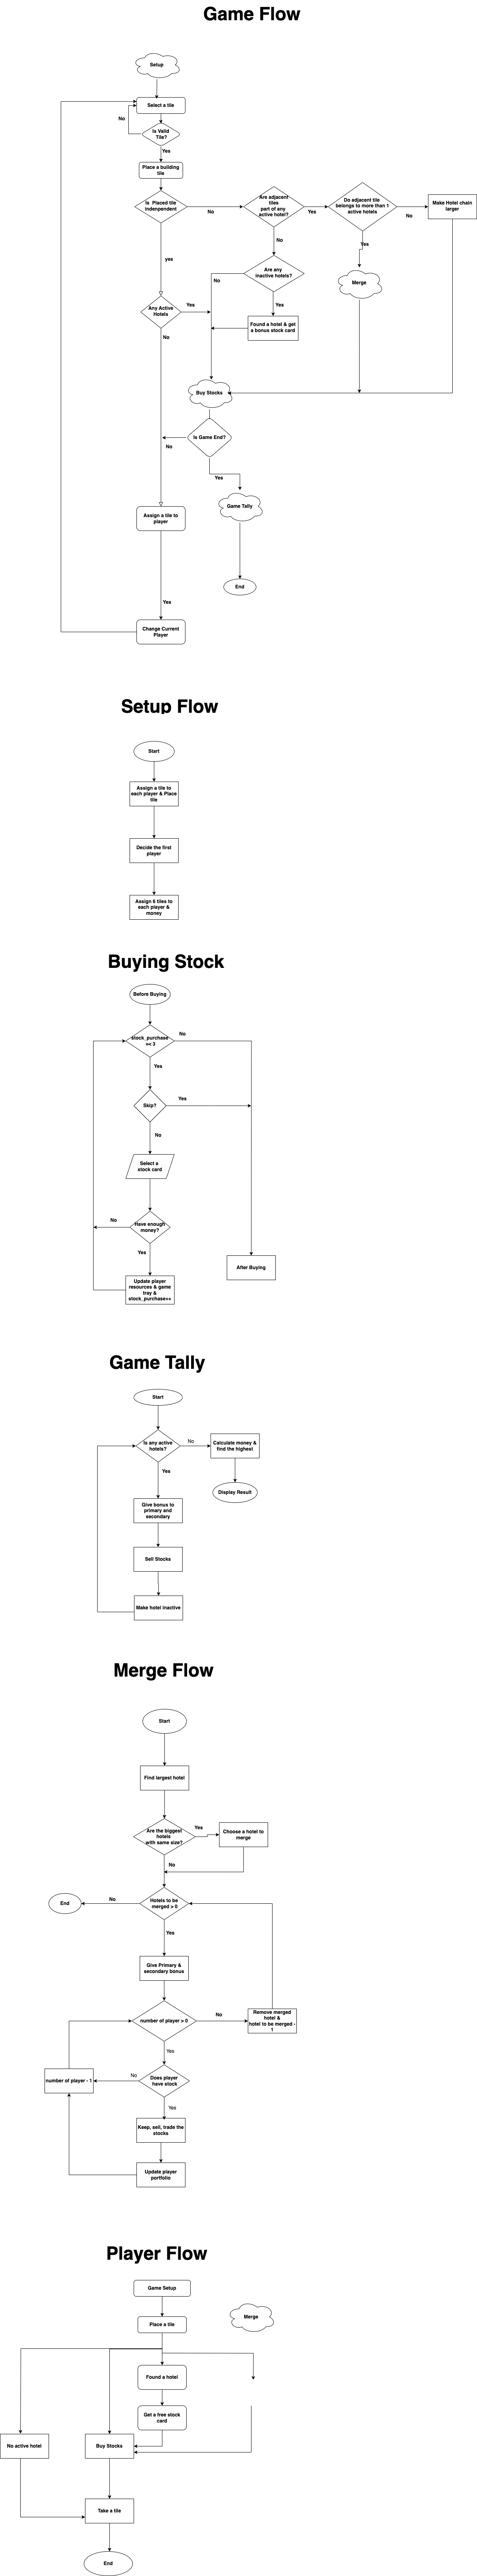 Game Flow
Setup
Select a tile
No
Is Valid
Tile?
Yes
Place a building
tile
Is Placed tile
indenpendent
No
Are adjacent
tiles
part of any
active hotel?
Yes
Do adjacent tile
belongs to more than 1
active hotels
No
Make Hotel chain
larger
No
Yes
yes
Are any
inactive hotels?
No
Merge
Yes
Any Active
Hotels
Yes
Found a hotel & get
a bonus stock card
No
Buy Stocks
Is Game End?
No
Yes
Game Tally
Assign a tile to
player
End
Yes
Change Current
Player
Setup Flow
Start
Assign a tile to
each player & Place
tile
Decide the first
player
Assign 6 tiles to
each player &
money
Buying Stock
Before Buying
No
stock_purchase
=< 3
Yes
Skip?
Yes
No
Select a
stock card
No
Have enough
money?
Yes
After Buying
Update player
resources & game
tray &
stock_purchase++
Game Tally
Start
Is any active
hotels?
No
Calculate money &
find the highest
Yes
Display Result
Give bonus to
primary and
secondary
Sell Stocks
Make hotel inactive
Merge Flow
Start
Find largest hotel
Are the biggest
hotels
with same size?
Yes
Choose a hotel to
merge
No
End
No
Hotels to be
merged > 0
Yes
Give Primary &
secondary bonus
number of player > 0
No
Remove merged
hotel &
hotel to be merged -
1
Yes
number of player - 1
No
Does player
have stock
Yes
Keep, sell, trade the
stocks
Update player
portfolio
Player Flow
Game Setup
Place a tile
Merge
Found a hotel
Get a free stock
card
No active hotel
Buy Stocks
Take a tile
End